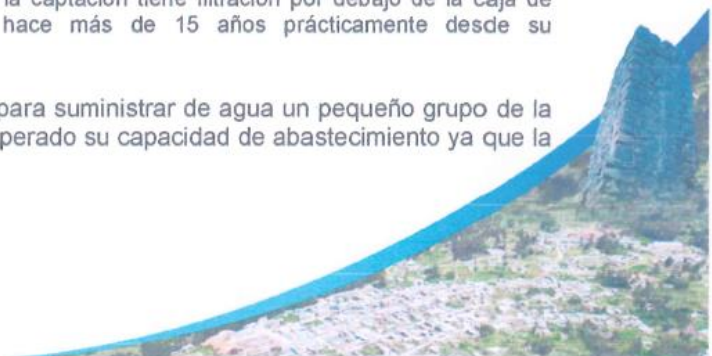 la captación tiene filtración por debajo de la caja de
hace más de 15 años prácticamente desde su
para suministrar de agua un pequeño grupo de la
perado su capacidad de abastecimiento ya que la